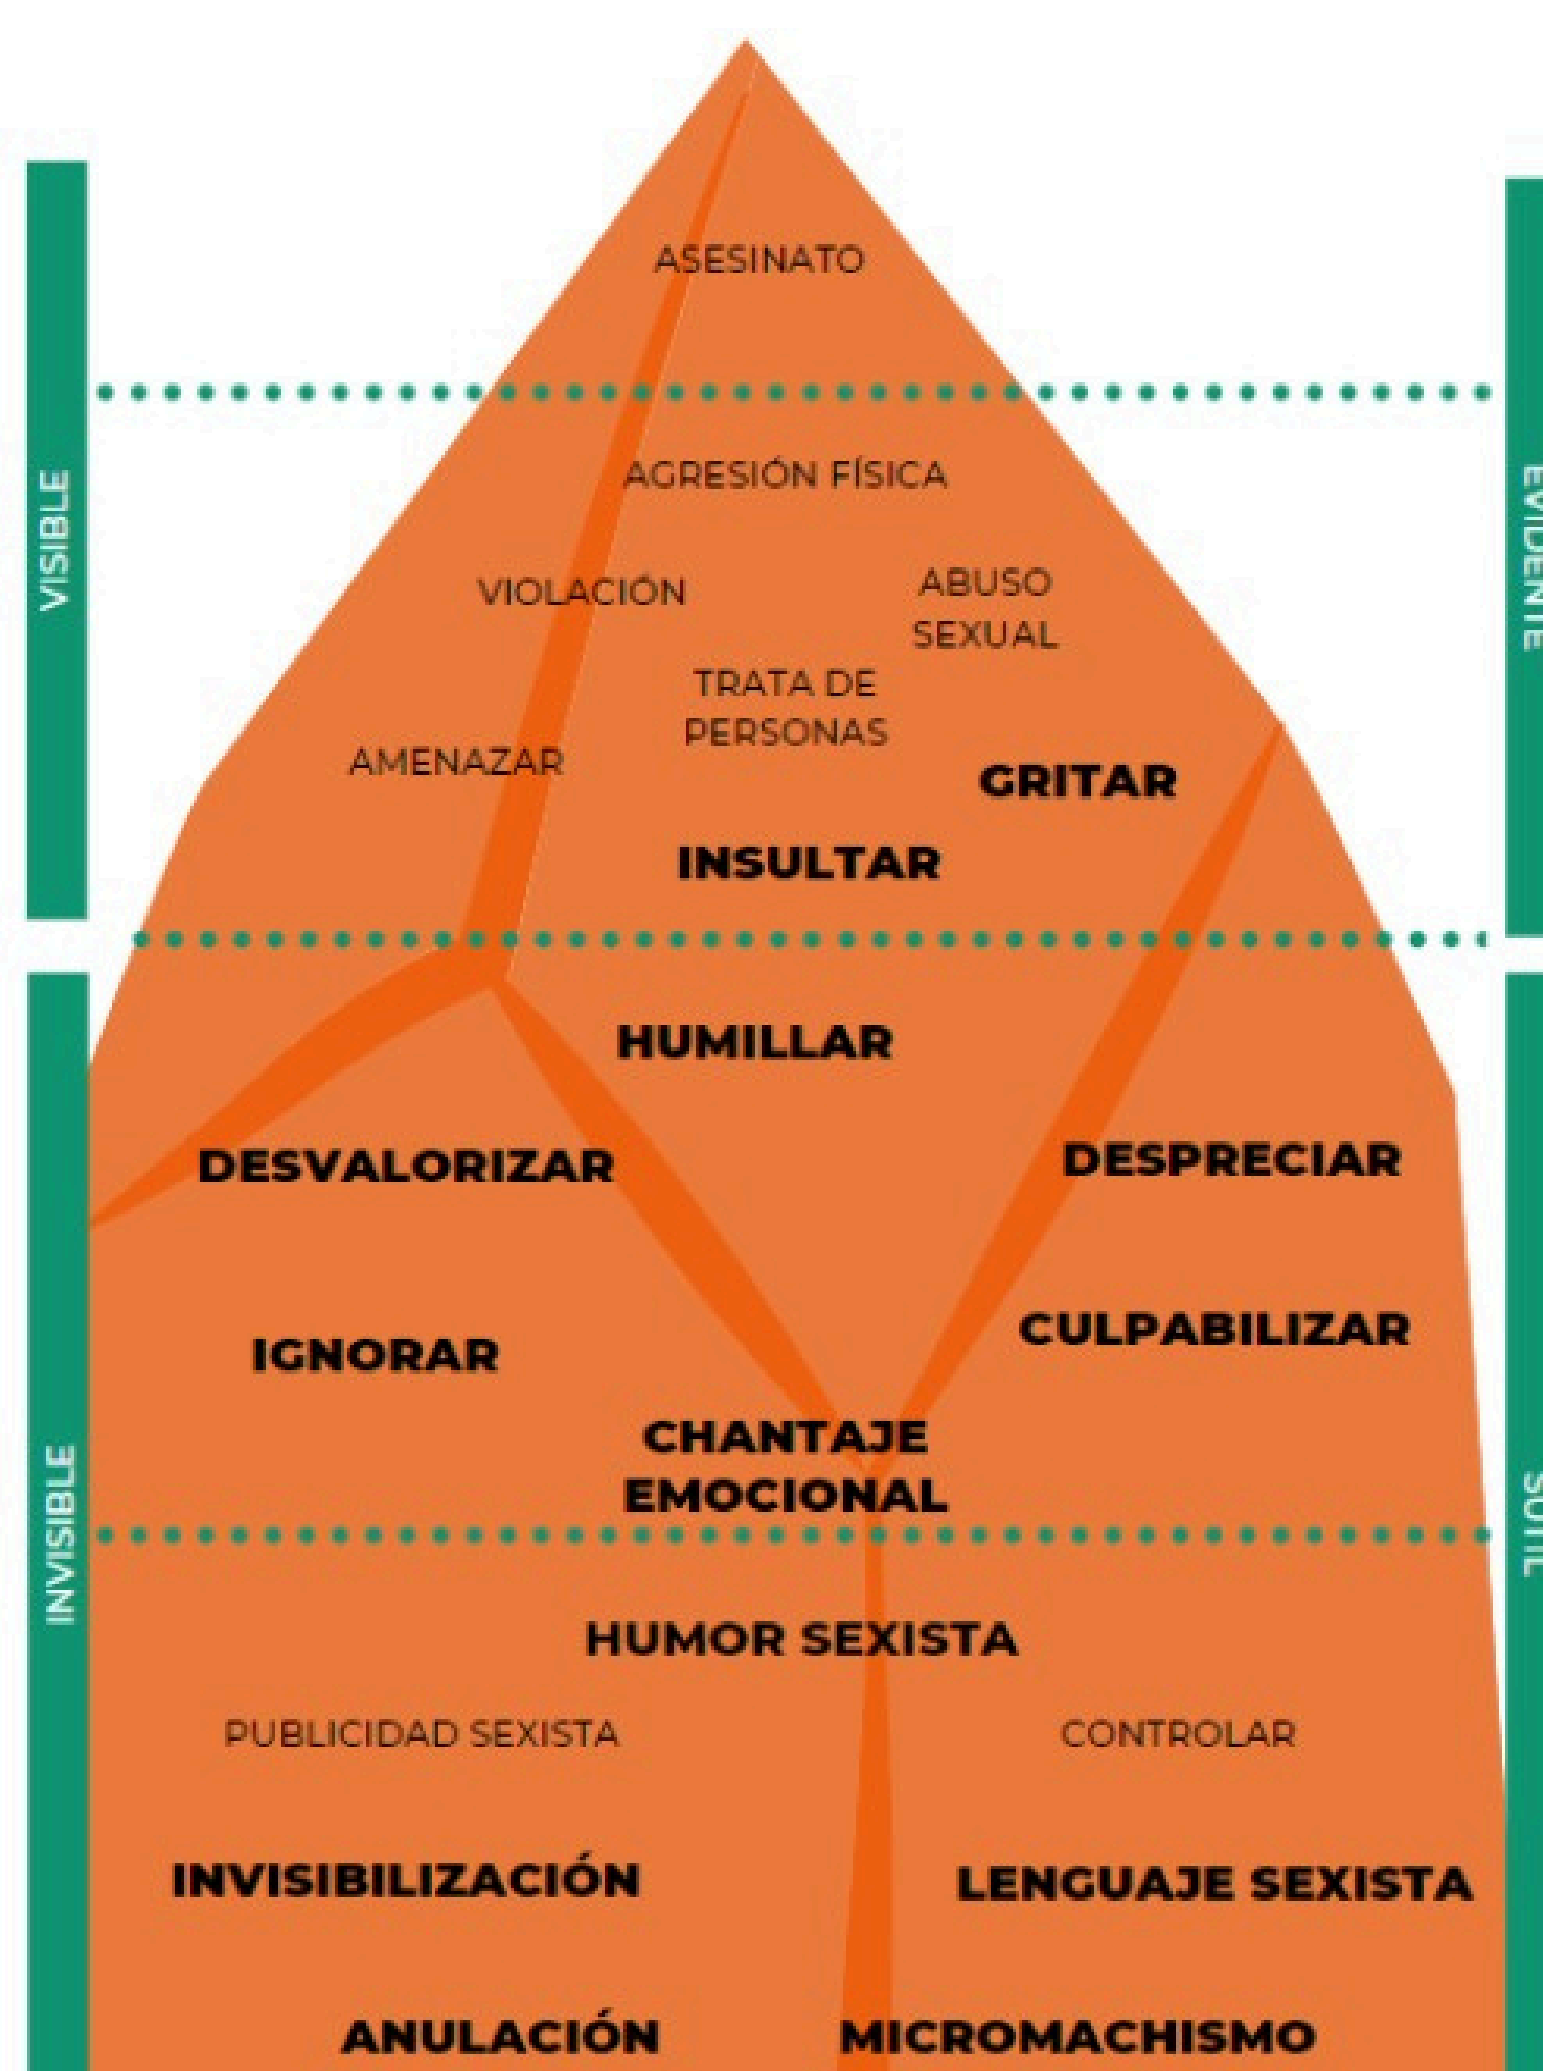 ASESINATO
VISIBLE
EVIDENTE
AGRESIÓN FÍSICA
VIOLACIÓN
ABUSO
SEXUAL
TRATA DE
PERSONAS
AMENAZAR
GRITAR
INSULTAR
HUMILLAR
DESVALORIZAR
DESPRECIAR
IGNORAR
CULPABILIZAR
CHANTAJE
EMOCIONAL
INVISIBLE
SUTIL
HUMOR SEXISTA
PUBLICIDAD SEXISTA
CONTROLAR
INVISIBILIZACIÓN
LENGUAJE SEXISTA
ANULACIÓN
MICROMACHISMO